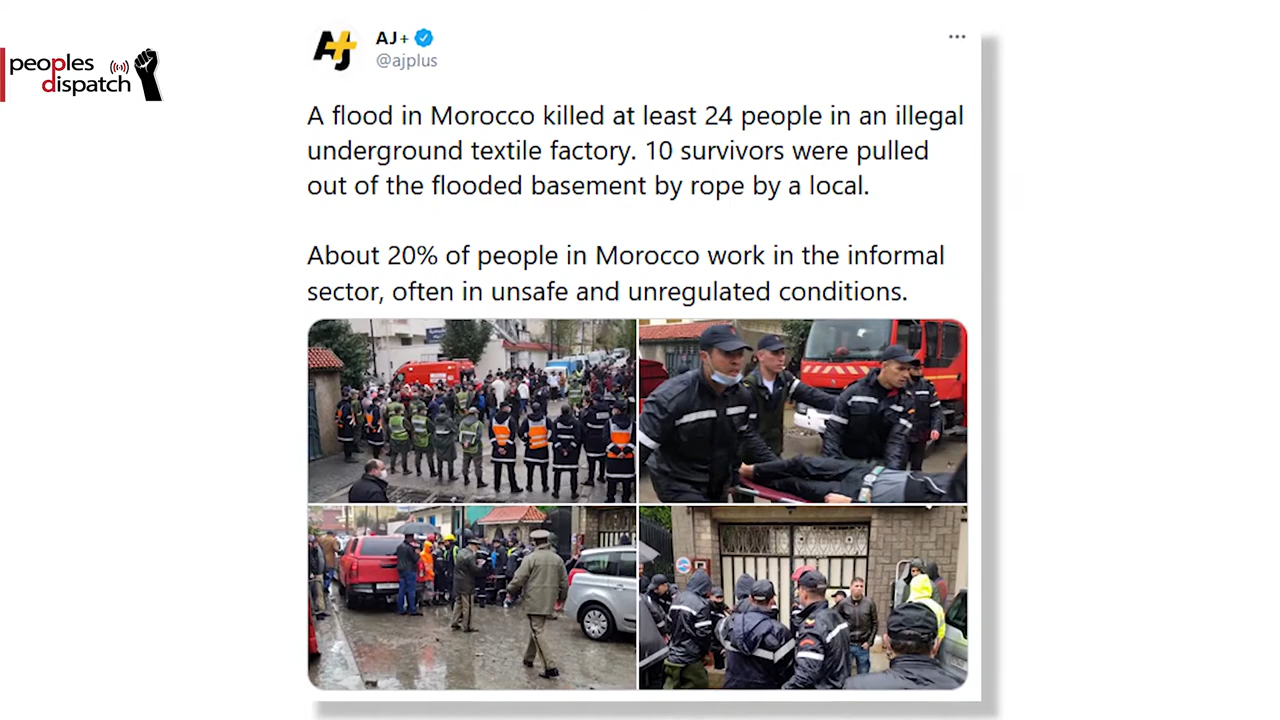 peoples
dispatch
AJ+
@ajplus
A flood in Morocco killed at least 24 people in an illegal
underground textile factory. 10 survivors were pulled
out of the flooded basement by rope by a local.
About 20% of people in Morocco work in the informal
sector, often in unsafe and unregulated conditions.